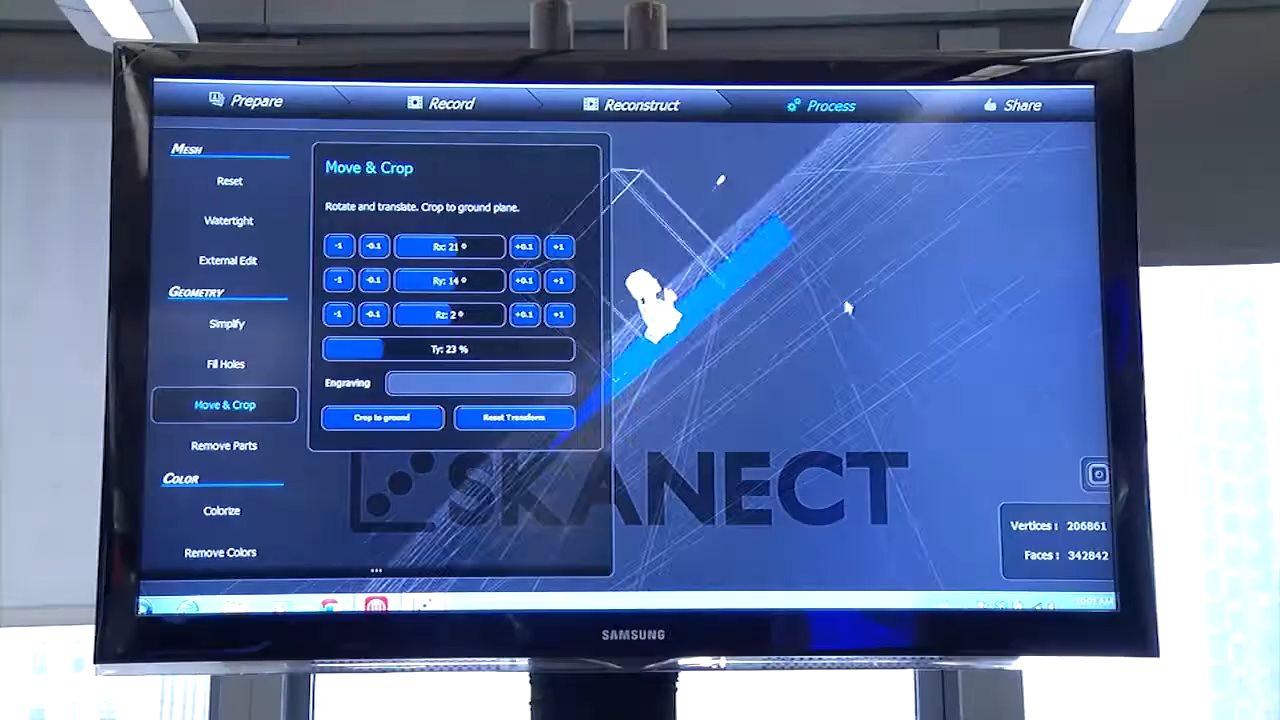 Prepare
Record
Reconstruct
Process
Share
MESH
Reset
Watertight
External Edit
GEOMETRY
Simplify
Fill Holes
Move & Crop
Remove Parts
COLOR
Colorize
Remove Colors
Move & Crop
Rotate and translate. Crop to ground plane.
-1 -0.1 Rx: 21 ° +0.1 +1
-1 -0.1 Ry: 14 ° +0.1 +1
-1 -0.1 Rz: 2 ° +0.1 +1
Ty: 23 %
Engraving
Crop to ground
Reset Transform
...
SKANECT
Vertices : 206861
Faces : 342842
10:01 AM
SAMSUNG